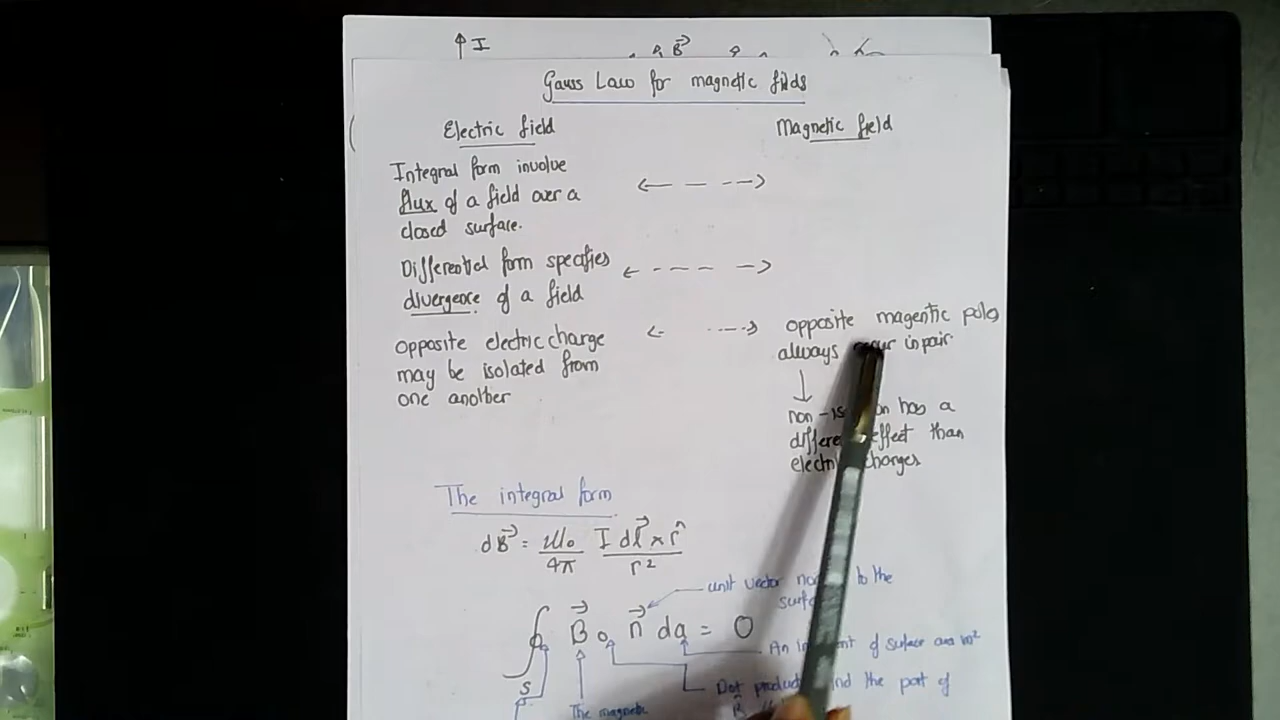 I
B
Gauss Law for magnetic fields
Electric field
Magnetic field
Integral form involve
flux of a field over a
closed surface.
Differential form specifies
divergence of a field
opposite electric charge
may be isolated from
one another
opposite magentic poles
always in pair
non - has a
effect than
charges
The integral form
dB = μ0/4π I dl × r̂ / r²
unit vector to the
∮ B ∘ n da = 0
S
An of surface area m²
Dot and the part of
The magnetic
B